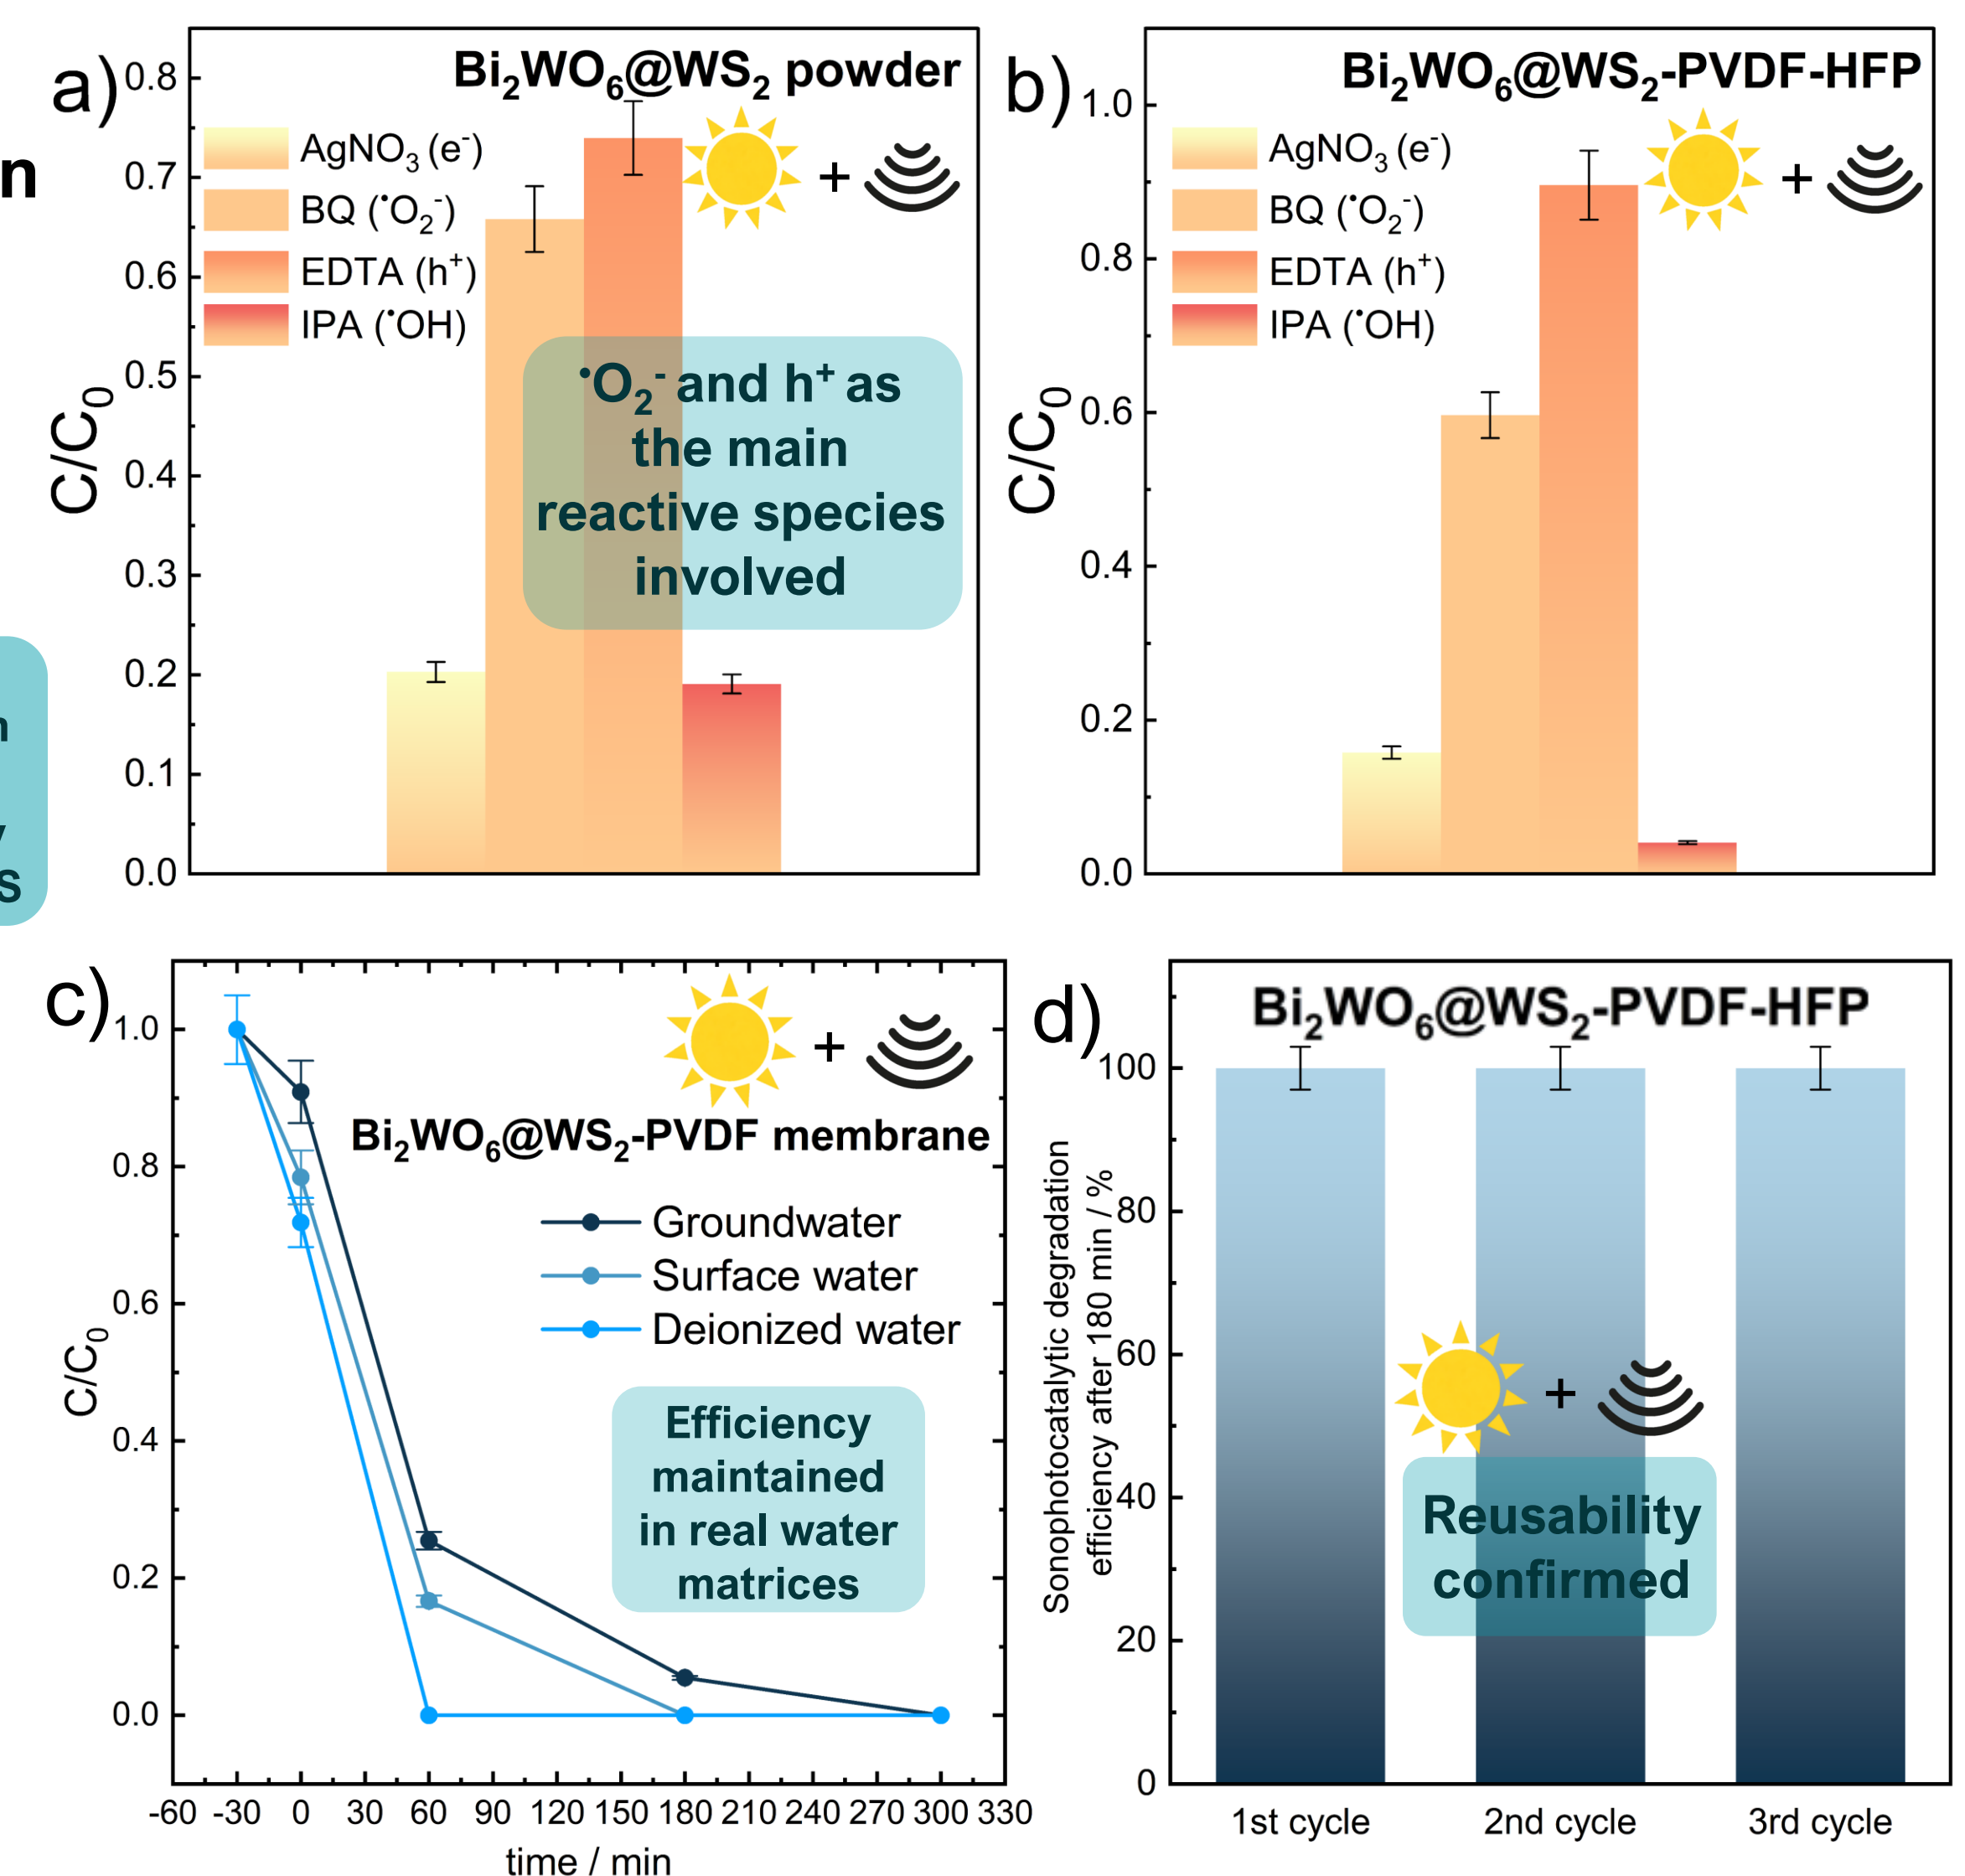 n
n
y
s
a)
Bi₂WO₆@WS₂ powder
0.8
0.7
0.6
0.5
0.4
0.3
0.2
0.1
0.0
C/C₀
AgNO₃ (e⁻)
BQ (•O₂⁻)
EDTA (h⁺)
IPA (•OH)
+
•O₂⁻ and h⁺ as
the main
reactive species
involved
b)
Bi₂WO₆@WS₂-PVDF-HFP
1.0
0.8
0.6
0.4
0.2
0.0
C/C₀
AgNO₃ (e⁻)
BQ (•O₂⁻)
EDTA (h⁺)
IPA (•OH)
+
c)
1.0
0.8
0.6
0.4
0.2
0.0
C/C₀
+
Bi₂WO₆@WS₂-PVDF membrane
Groundwater
Surface water
Deionized water
Efficiency
maintained
in real water
matrices
-60 -30 0 30 60 90 120 150 180 210 240 270 300 330
time / min
d)
Bi₂WO₆@WS₂-PVDF-HFP
100
80
60
40
20
0
Sonophotocatalytic degradation
efficiency after 180 min / %
+
Reusability
confirmed
1st cycle 2nd cycle 3rd cycle